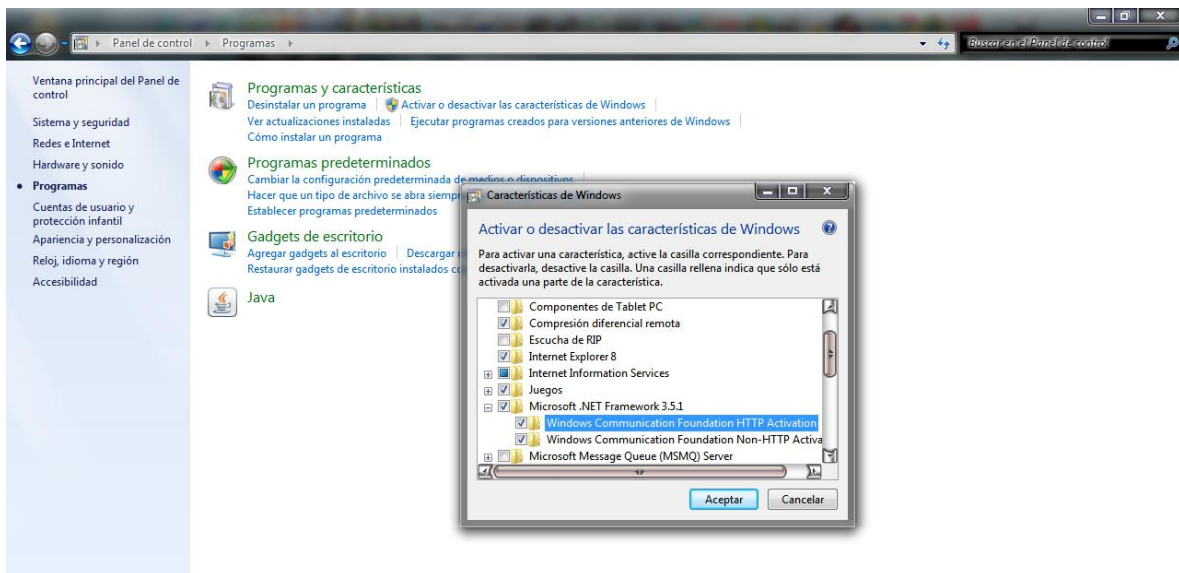 Panel de control ▸ Programas ▸
Buscar en el Panel de control
Ventana principal del Panel de
control
Sistema y seguridad
Redes e Internet
Hardware y sonido
Programas
Cuentas de usuario y
protección infantil
Apariencia y personalización
Reloj, idioma y región
Accesibilidad
Programas y características
Desinstalar un programa | Activar o desactivar las características de Windows
Ver actualizaciones instaladas | Ejecutar programas creados para versiones anteriores de Windows
Cómo instalar un programa
Programas predeterminados
Cambiar la configuración predeterminada de medios o dispositivos
Hacer que un tipo de archivo se abra siemp
Establecer programas predeterminados
Gadgets de escritorio
Agregar gadgets al escritorio | Descargar
Restaurar gadgets de escritorio instalados
Java
Características de Windows
Activar o desactivar las características de Windows
Para activar una característica, active la casilla correspondiente. Para
desactivarla, desactive la casilla. Una casilla rellena indica que sólo está
activada una parte de la característica.
Componentes de Tablet PC
Compresión diferencial remota
Escucha de RIP
Internet Explorer 8
Internet Information Services
Juegos
Microsoft .NET Framework 3.5.1
Windows Communication Foundation HTTP Activation
Windows Communication Foundation Non-HTTP Activa
Microsoft Message Queue (MSMQ) Server
Aceptar
Cancelar